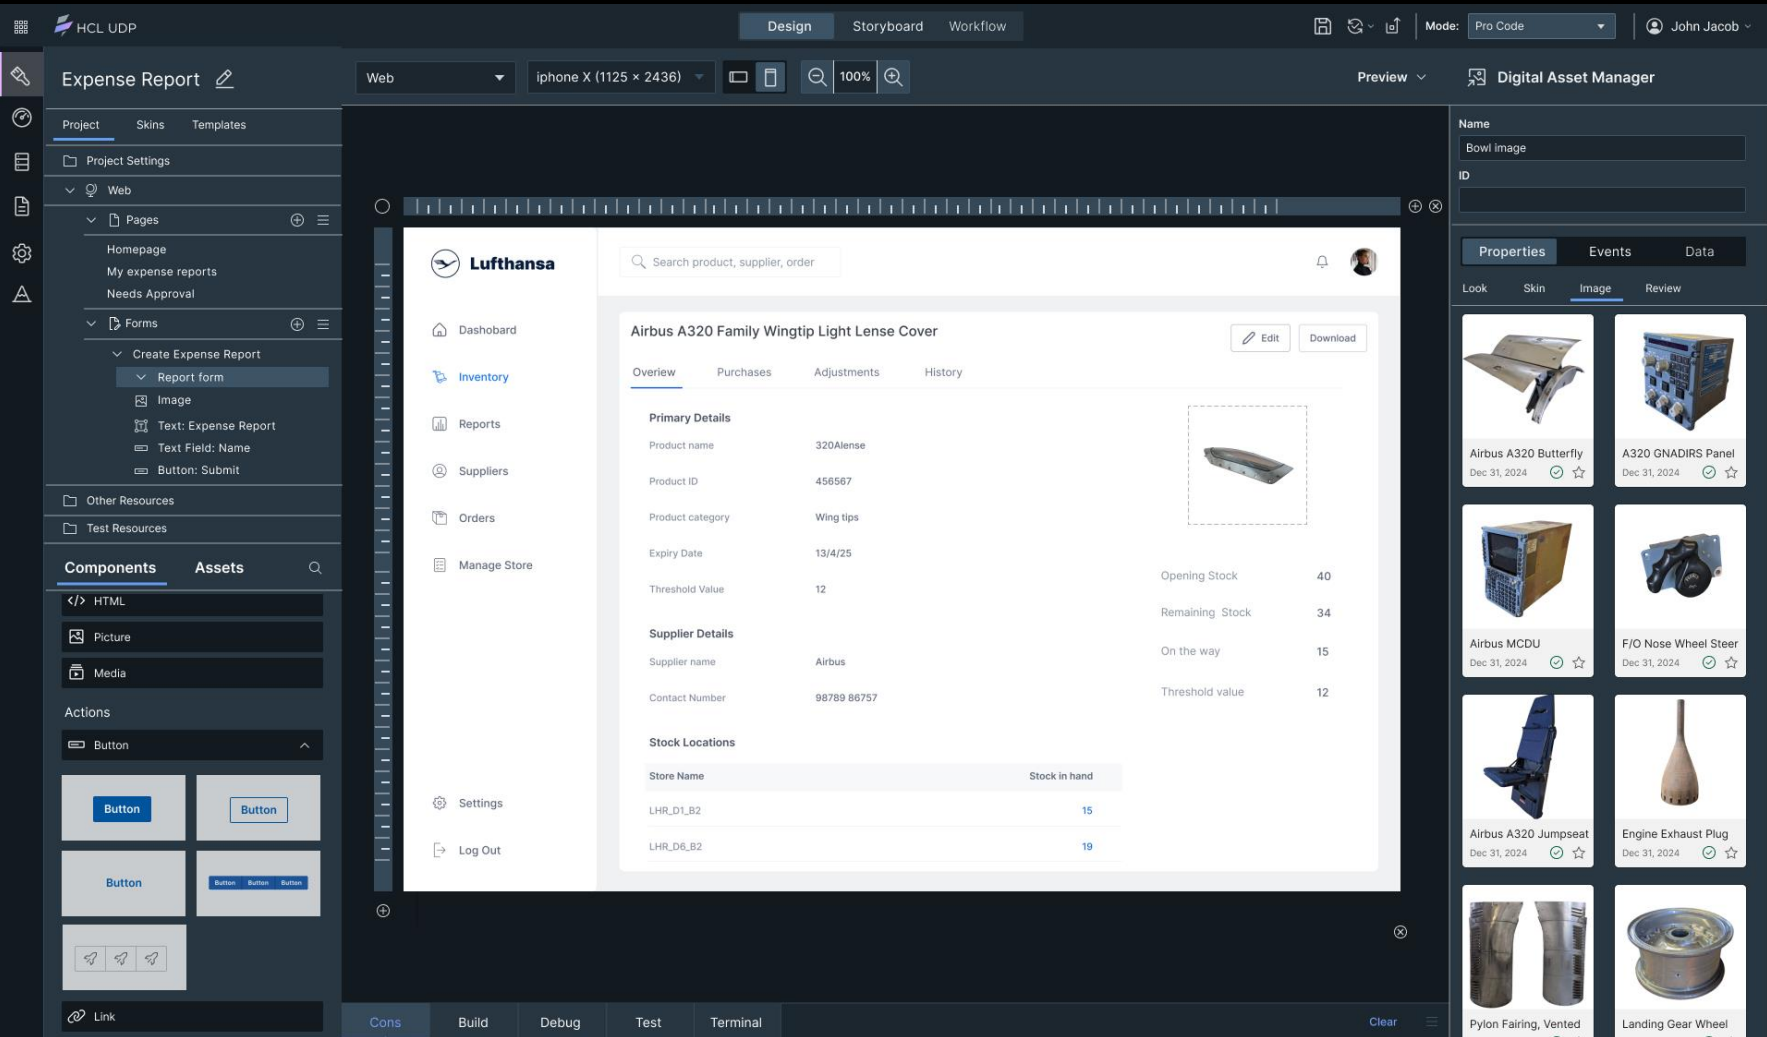 HCL UDP
Design Storyboard Workflow
Mode: Pro Code
John Jacob
Expense Report
Web
iphone X (1125 × 2436)
100%
Preview
Digital Asset Manager
Project Skins Templates
Project Settings
Web
Pages
Homepage
My expense reports
Needs Approval
Forms
Create Expense Report
Report form
Image
Text: Expense Report
Text Field: Name
Button: Submit
Other Resources
Test Resources
Components Assets
</> HTML
Picture
Media
Actions
Button
Button
Button
Button
Button Button Button
Link
Lufthansa
Dashobard
Inventory
Reports
Suppliers
Orders
Manage Store
Settings
Log Out
Search product, supplier, order
Airbus A320 Family Wingtip Light Lense Cover
Edit
Download
Overiew Purchases Adjustments History
Primary Details
Product name 320Alense
Product ID 456567
Product category Wing tips
Expiry Date 13/4/25
Threshold Value 12
Supplier Details
Supplier name Airbus
Contact Number 98789 86757
Stock Locations
Store Name Stock in hand
LHR_D1_B2 15
LHR_D6_B2 19
Opening Stock 40
Remaining Stock 34
On the way 15
Threshold value 12
Cons Build Debug Test Terminal
Clear
Name
Bowl image
ID
Properties Events Data
Look Skin Image Review
Airbus A320 Butterfly
Dec 31, 2024
A320 GNADIRS Panel
Dec 31, 2024
Airbus MCDU
Dec 31, 2024
F/O Nose Wheel Steer
Dec 31, 2024
Airbus A320 Jumpseat
Dec 31, 2024
Engine Exhaust Plug
Dec 31, 2024
Pylon Fairing, Vented
Landing Gear Wheel